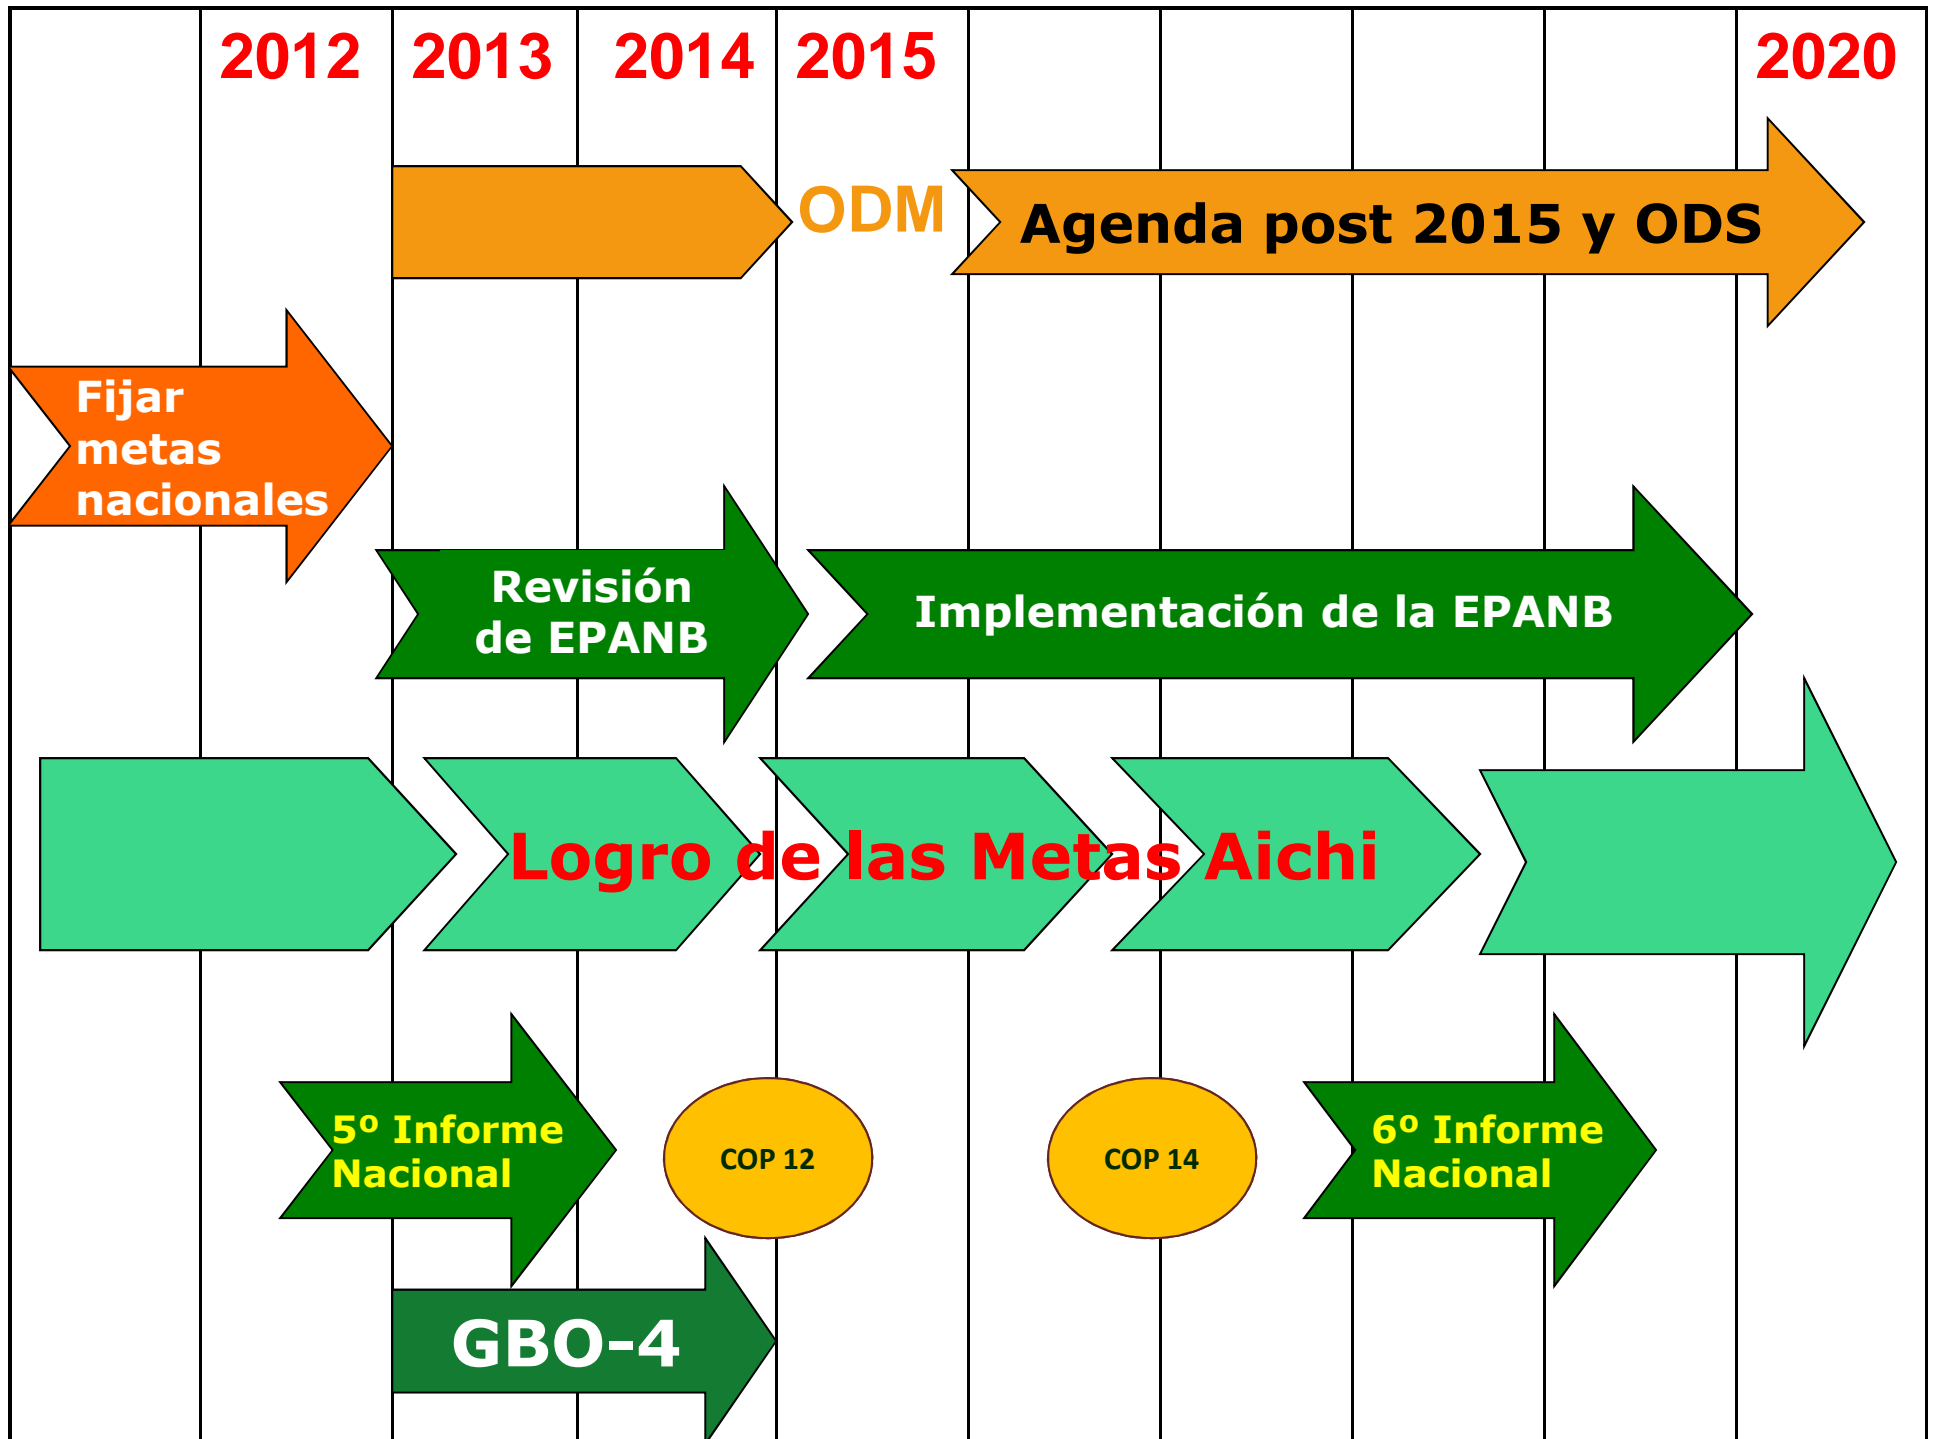 2012 2013 2014 2015 2020
ODM
Agenda post 2015 y ODS
Fijar
metas
nacionales
Revisión
de EPANB
Implementación de la EPANB
Logro de las Metas Aichi
5º Informe
Nacional
COP 12
COP 14
6º Informe
Nacional
GBO-4